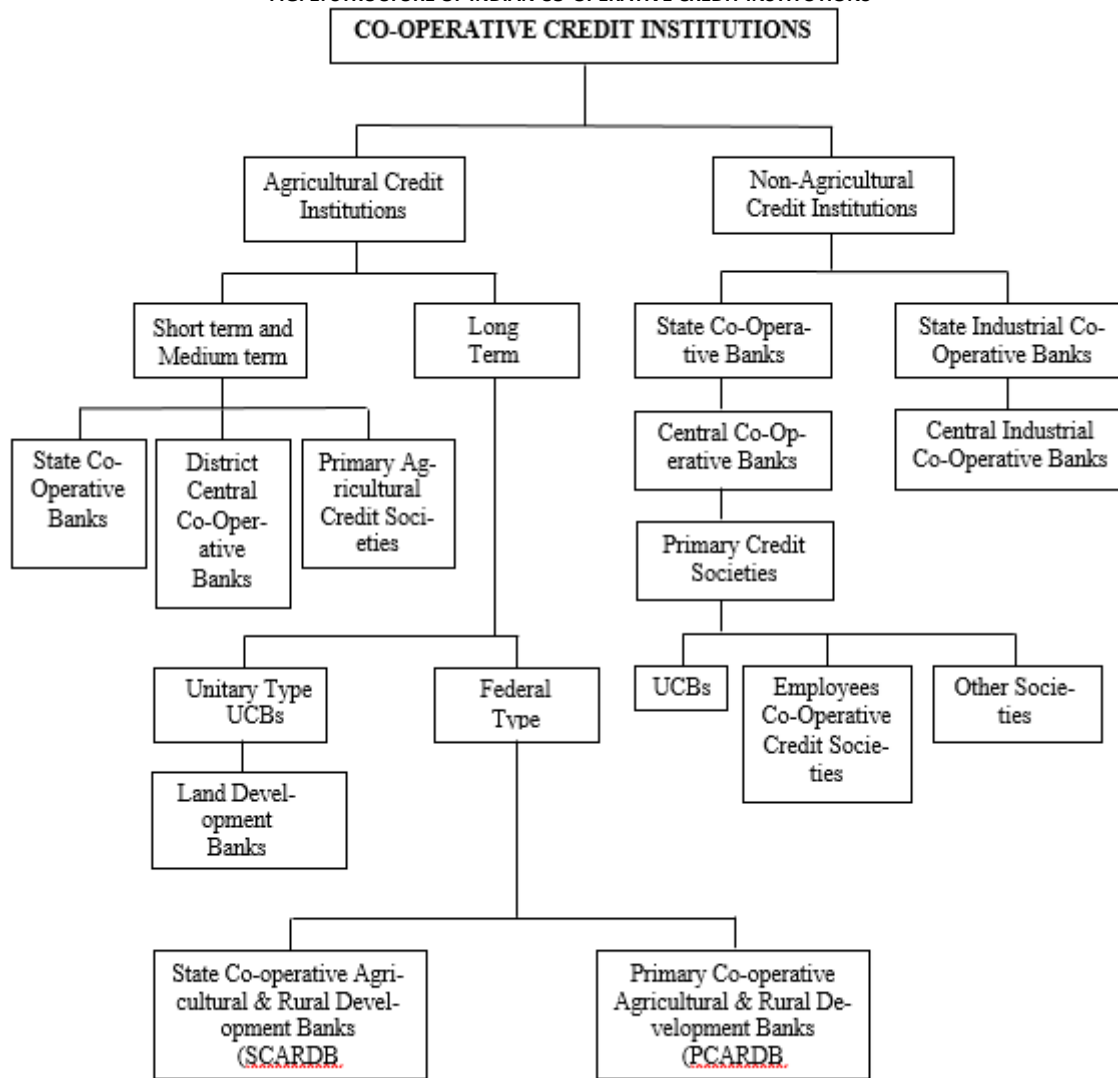 CO-OPERATIVE CREDIT INSTITUTIONS
Agricultural Credit
Institutions
Non-Agricultural
Credit Institutions
Short term and
Medium term
Long
Term
State Co-Opera-
tive Banks
State Industrial Co-
Operative Banks
State Co-
Operative
Banks
District
Central
Co-Oper-
ative
Banks
Primary Ag-
ricultural
Credit Soci-
eties
Central Co-Op-
erative Banks
Central Industrial
Co-Operative Banks
Primary Credit
Societies
Unitary Type
UCBs
Federal
Type
UCBs
Employees
Co-Operative
Credit Socie-
ties
Other Socie-
ties
Land Devel-
opment
Banks
State Co-operative Agri-
cultural & Rural Devel-
opment Banks
(SCARDB
Primary Co-operative
Agricultural & Rural De-
velopment Banks
(PCARDB